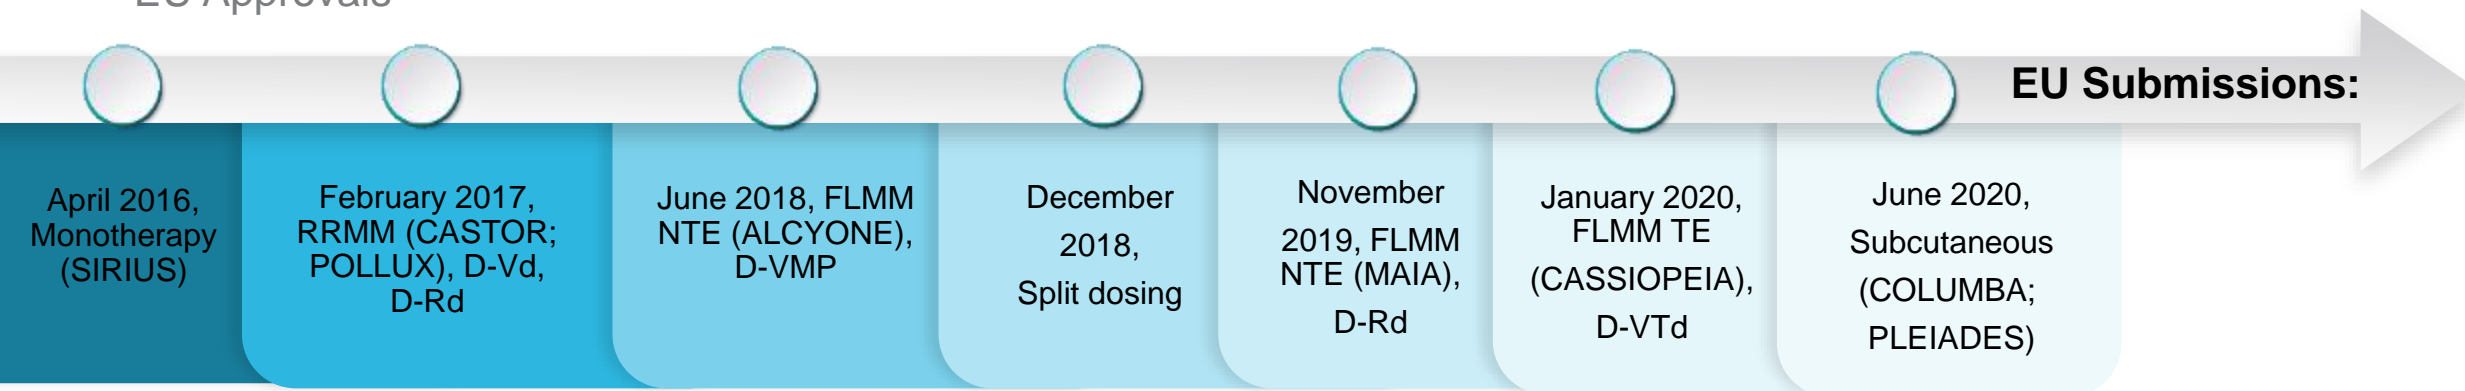 EU Approvals
EU Submissions:
April 2016,
Monotherapy
(SIRIUS)
February 2017,
RRMM (CASTOR;
POLLUX), D-Vd,
D-Rd
June 2018, FLMM
NTE (ALCYONE),
D-VMP
December
2018,
Split dosing
November
2019, FLMM
NTE (MAIA),
D-Rd
January 2020,
FLMM TE
(CASSIOPEIA),
D-VTd
June 2020,
Subcutaneous
(COLUMBA;
PLEIADES)